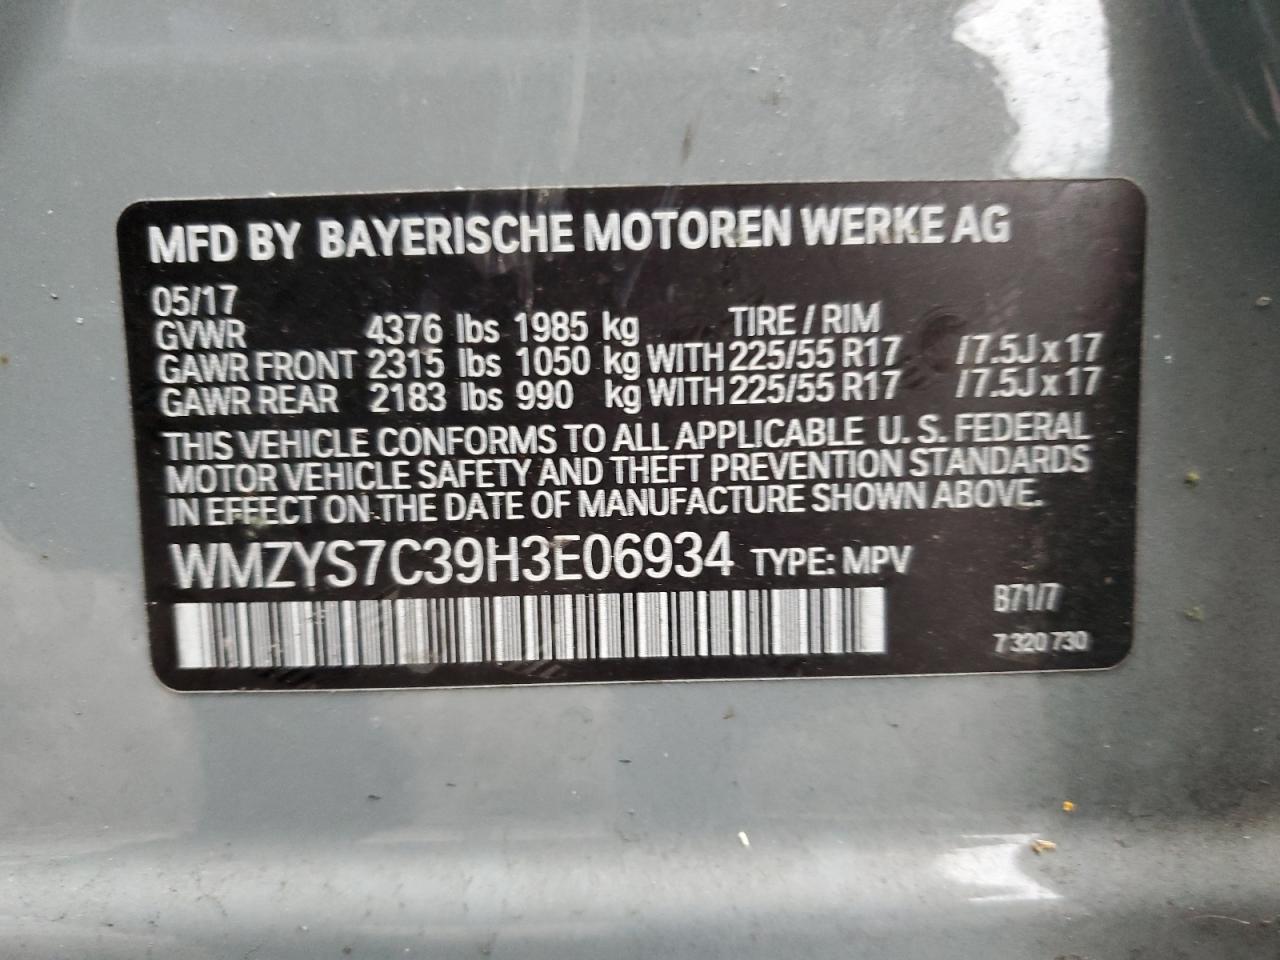 MFD BY BAYERISCHE MOTOREN WERKE AG
05/17
GVWR 4376 lbs 1985 kg TIRE / RIM
GAWR FRONT 2315 lbs 1050 kg WITH 225/55 R17 / 7.5J x 17
GAWR REAR 2183 lbs 990 kg WITH 225/55 R17 / 7.5J x 17
THIS VEHICLE CONFORMS TO ALL APPLICABLE U. S. FEDERAL
MOTOR VEHICLE SAFETY AND THEFT PREVENTION STANDARDS
IN EFFECT ON THE DATE OF MANUFACTURE SHOWN ABOVE.
WMZYS7C39H3E06934 TYPE: MPV
B71/7
7 320 730